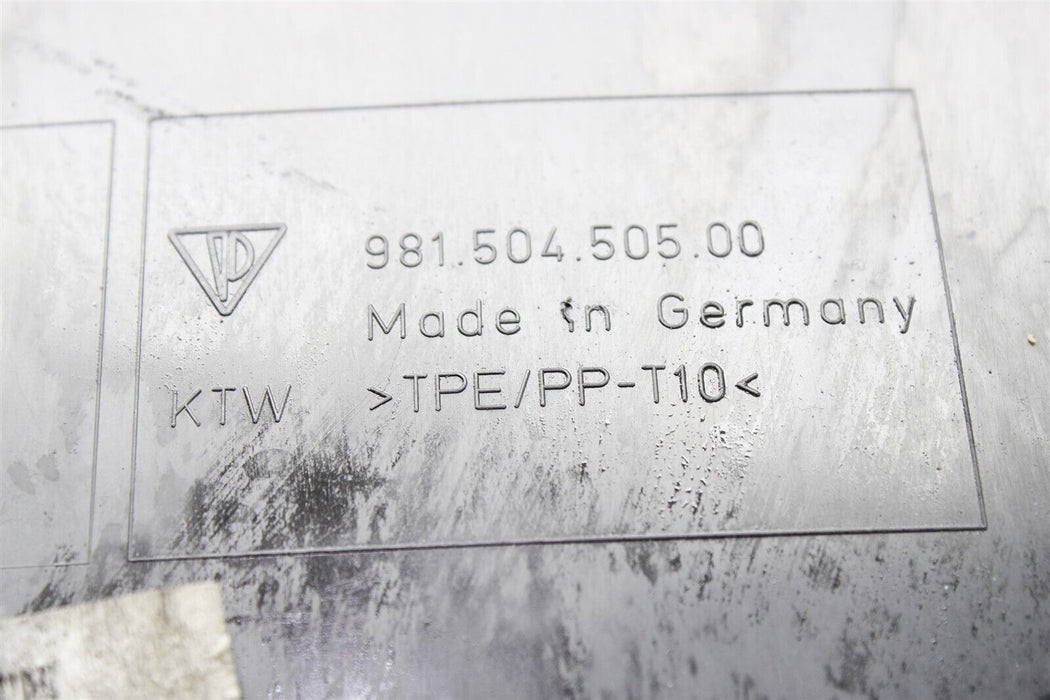 981.504.505.00
Made in Germany
KTW >TPE/PP-T10<